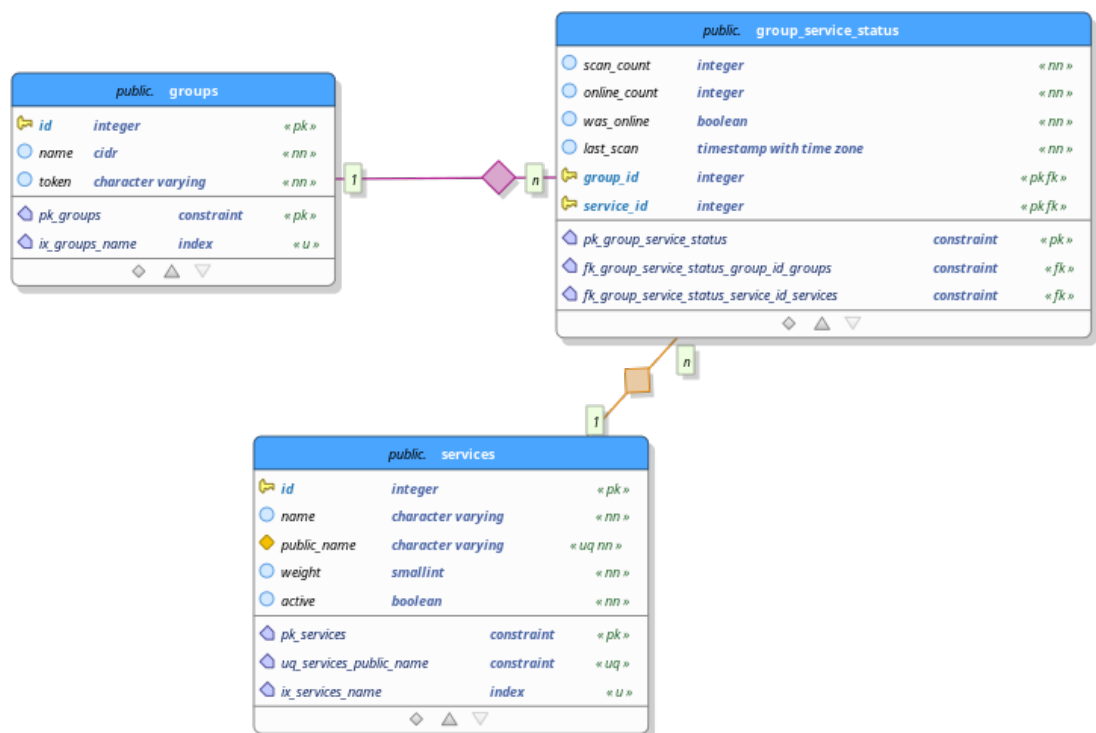 public. groups
id integer « pk »
name cidr « nn »
token character varying « nn »
pk_groups constraint « pk »
ix_groups_name index « u »
1
n
public. group_service_status
scan_count integer « nn »
online_count integer « nn »
was_online boolean « nn »
last_scan timestamp with time zone « nn »
group_id integer « pk fk »
service_id integer « pk fk »
pk_group_service_status constraint « pk »
fk_group_service_status_group_id_groups constraint « fk »
fk_group_service_status_service_id_services constraint « fk »
n
1
public. services
id integer « pk »
name character varying « nn »
public_name character varying « uq nn »
weight smallint « nn »
active boolean « nn »
pk_services constraint « pk »
uq_services_public_name constraint « uq »
ix_services_name index « u »